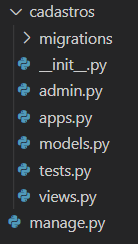 cadastros
migrations
__init__.py
admin.py
apps.py
models.py
tests.py
views.py
manage.py